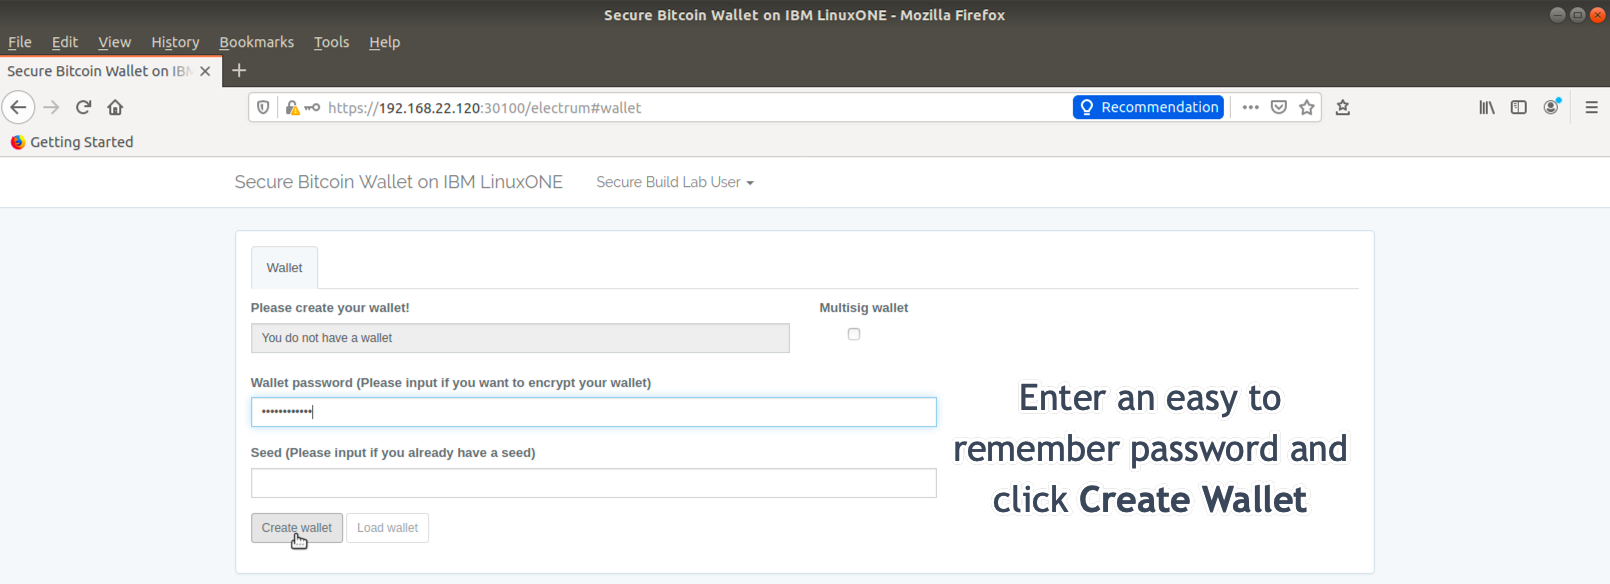 Secure Bitcoin Wallet on IBM LinuxONE - Mozilla Firefox
File Edit View History Bookmarks Tools Help
Secure Bitcoin Wallet on IBM
https://192.168.22.120:30100/electrum#wallet
Recommendation
Getting Started
Secure Bitcoin Wallet on IBM LinuxONE
Secure Build Lab User
Wallet
Please create your wallet!
Multisig wallet
You do not have a wallet
Wallet password (Please input if you want to encrypt your wallet)
••••••••••••
Seed (Please input if you already have a seed)
Create wallet
Load wallet
Enter an easy to
remember password and
click Create Wallet